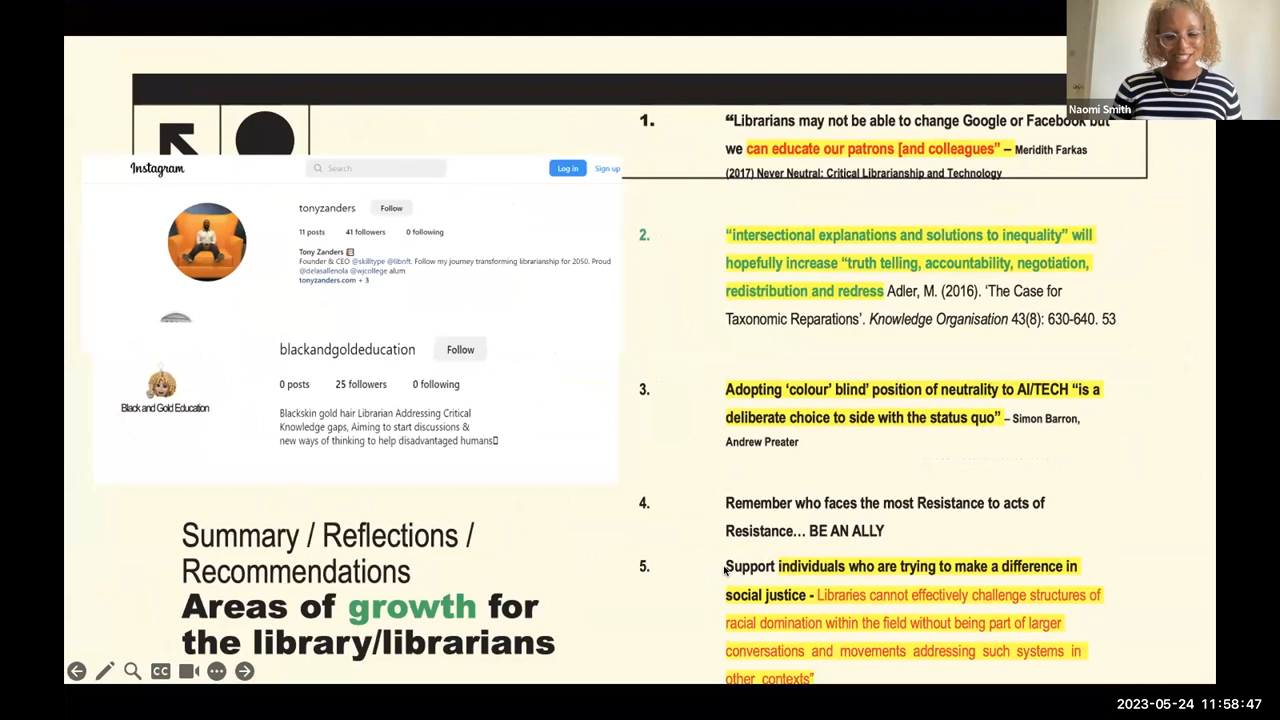 Naomi Smith
Instagram
Search
Log in
Sign up
tonyzanders
Follow
11 posts 41 followers 0 following
Tony Zanders
Founder & CEO @skilltype @libnft. Follow my journey transforming librarianship for 2050. Proud
@delasallenola @wjcollege alum.
tonyzanders.com + 3
blackandgoldeducation
Follow
0 posts 25 followers 0 following
Black and Gold Education
Blackskin gold hair Librarian Addressing Critical
Knowledge gaps, Aiming to start discussions &
new ways of thinking to help disadvantaged humans
Summary / Reflections /
Recommendations
Areas of growth for
the library/librarians
1. “Librarians may not be able to change Google or Facebook but
we can educate our patrons [and colleagues” – Meridith Farkas
(2017) Never Neutral: Critical Librarianship and Technology
2. “intersectional explanations and solutions to inequality” will
hopefully increase “truth telling, accountability, negotiation,
redistribution and redress Adler, M. (2016). ‘The Case for
Taxonomic Reparations’. Knowledge Organisation 43(8): 630-640. 53
3. Adopting ‘colour’ blind’ position of neutrality to AI/TECH “is a
deliberate choice to side with the status quo” – Simon Barron,
Andrew Preater
4. Remember who faces the most Resistance to acts of
Resistance… BE AN ALLY
5. Support individuals who are trying to make a difference in
social justice - Libraries cannot effectively challenge structures of
racial domination within the field without being part of larger
conversations and movements addressing such systems in
other contexts”
CC
2023-05-24 11:58:47